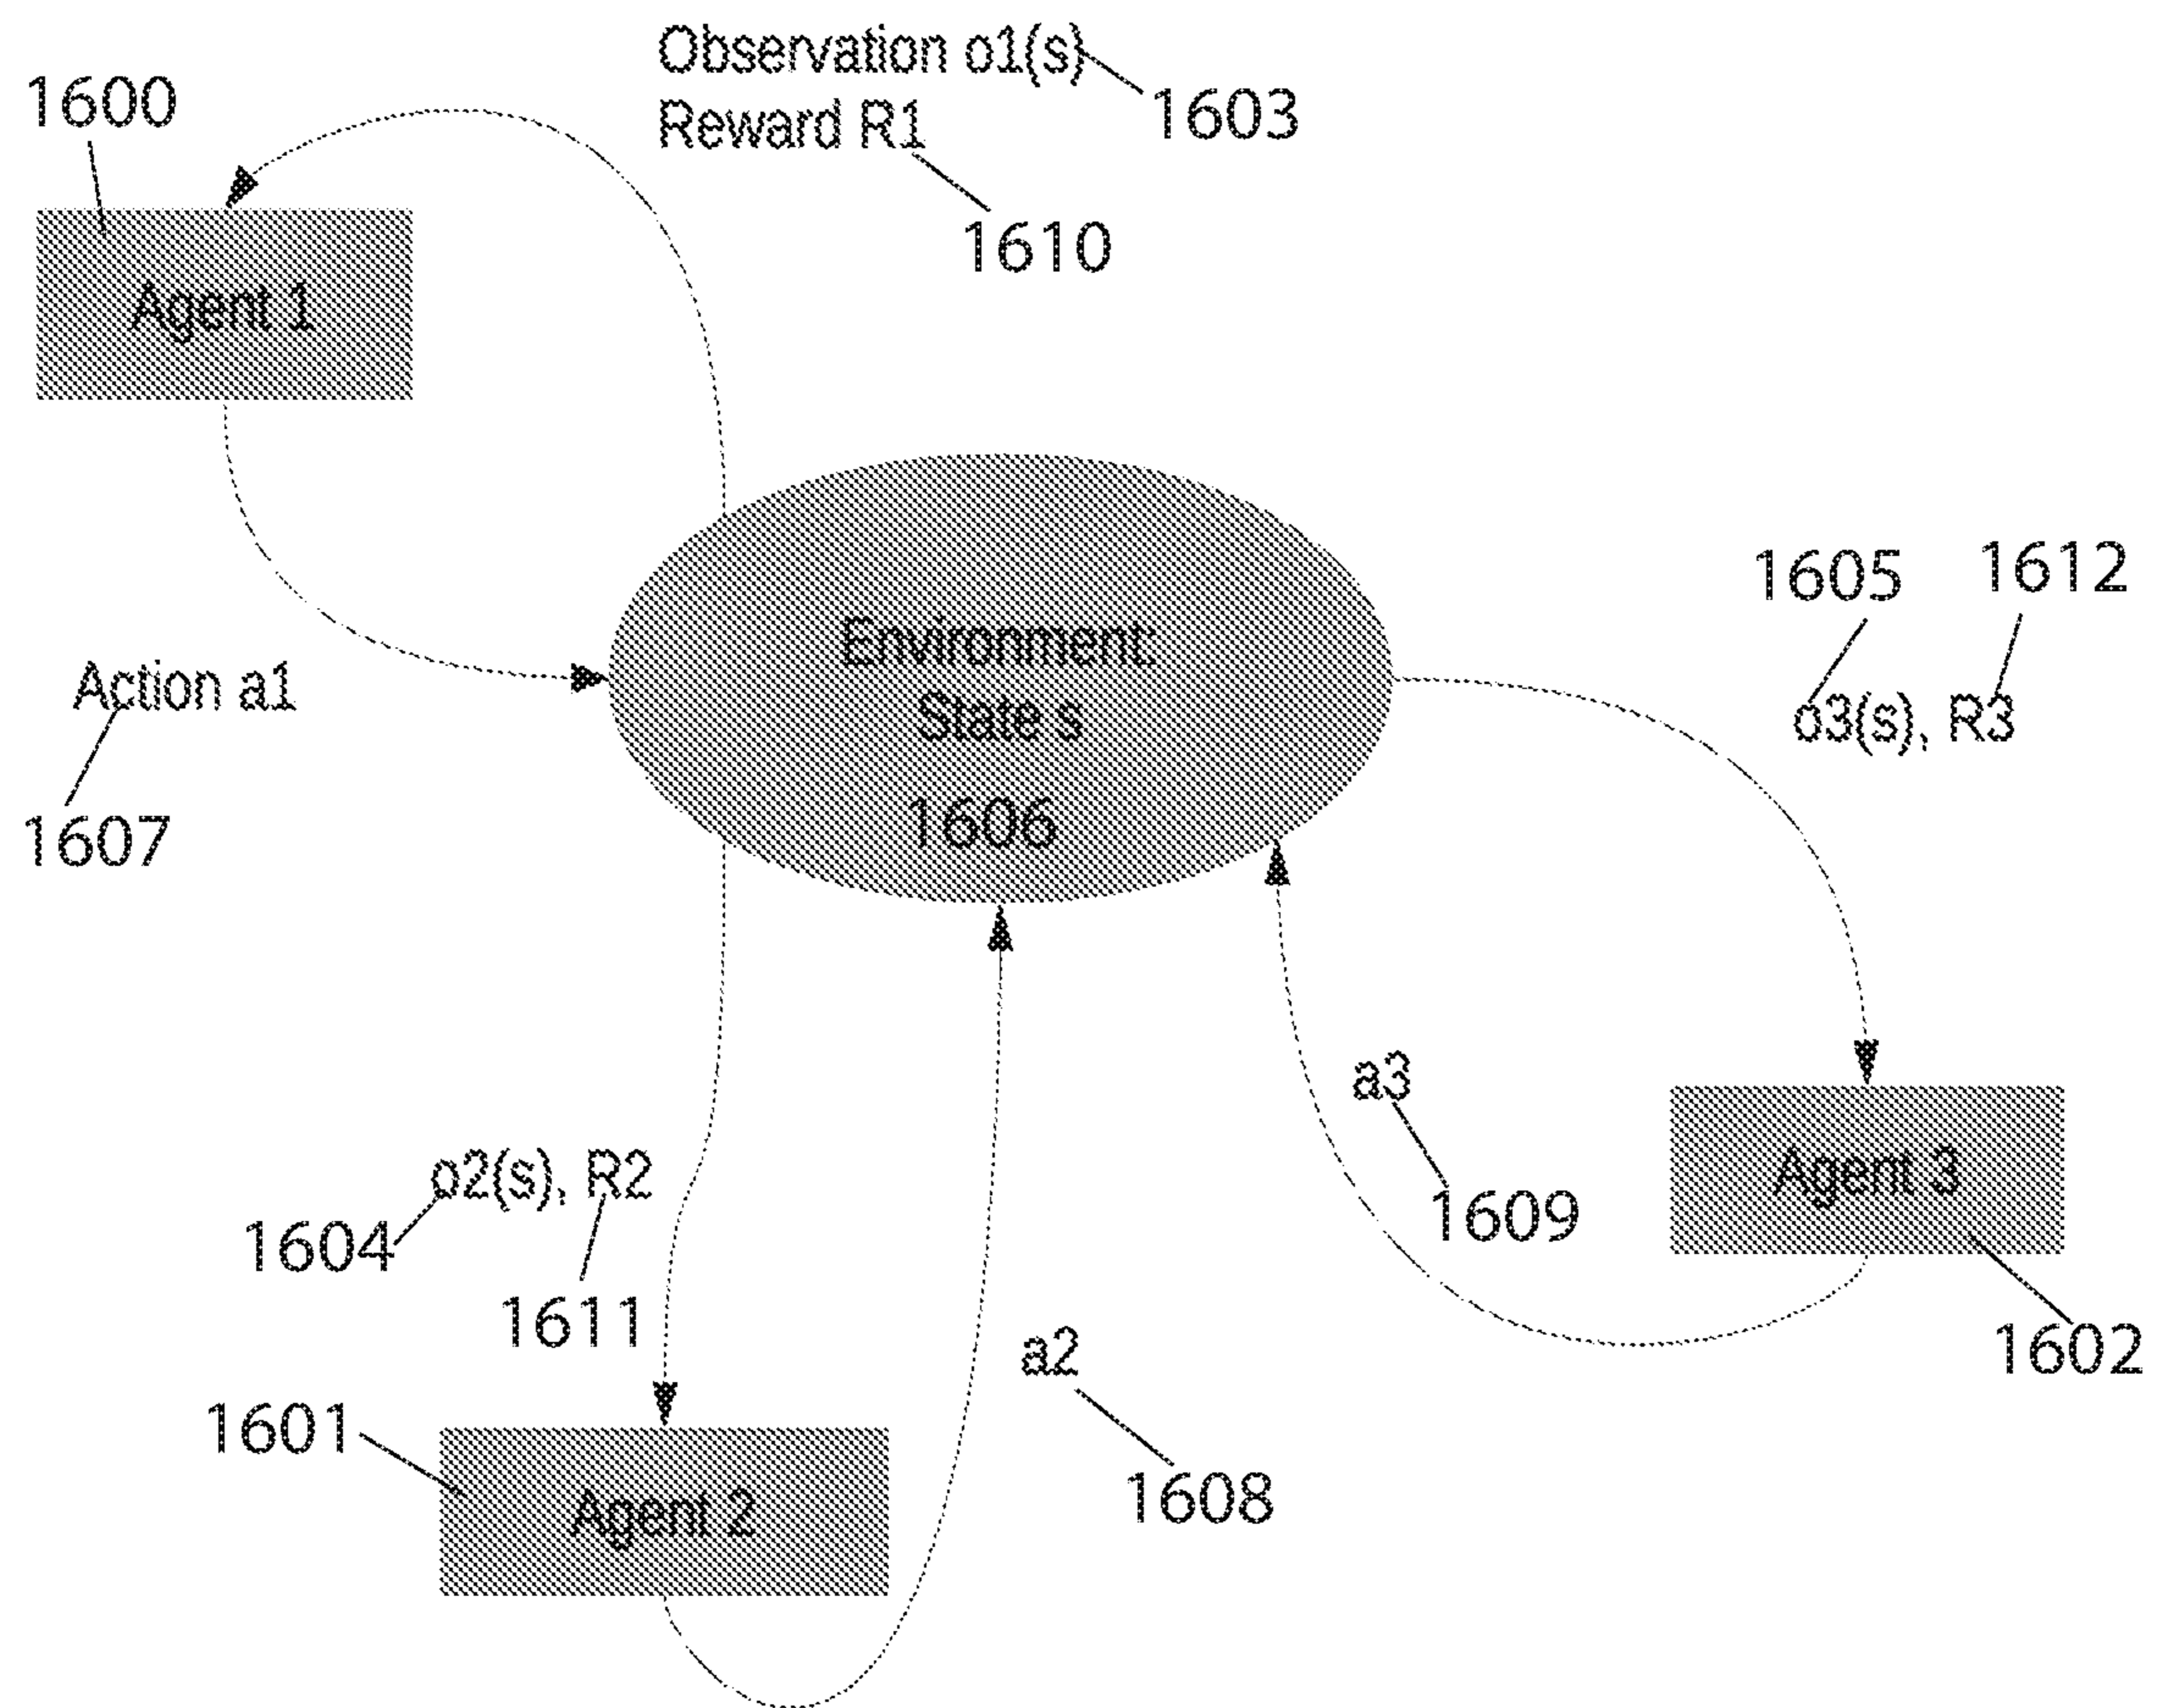 Observation o1(s)
1603
Reward R1
1610
1600
Agent 1
Action a1
1607
Environment:
State s
1606
1605
1612
o3(s), R3
o2(s), R2
1604
1611
1601
Agent 2
a2
1608
a3
1609
Agent 3
1602